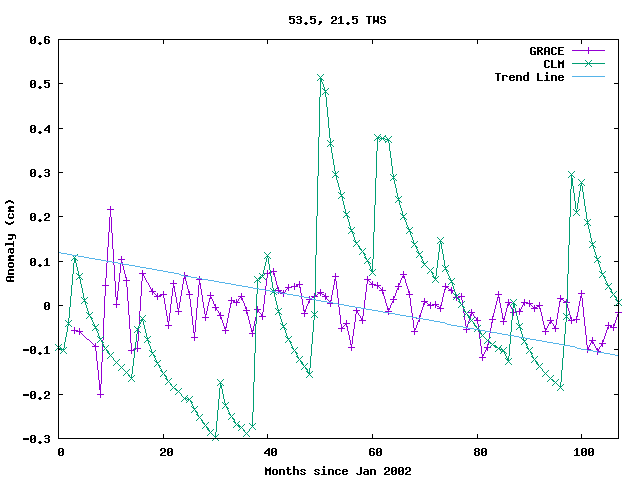 53.5, 21.5 TWS
GRACE
CLM
Trend Line
Anomaly (cm)
0.6
0.5
0.4
0.3
0.2
0.1
0
-0.1
-0.2
-0.3
0 20 40 60 80 100
Months since Jan 2002